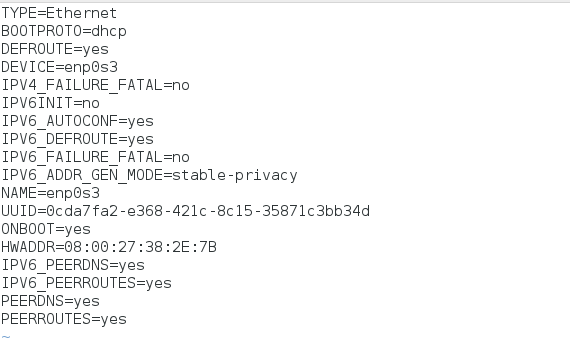 TYPE=Ethernet
BOOTPROTO=dhcp
DEFROUTE=yes
DEVICE=enp0s3
IPV4_FAILURE_FATAL=no
IPV6INIT=no
IPV6_AUTOCONF=yes
IPV6_DEFROUTE=yes
IPV6_FAILURE_FATAL=no
IPV6_ADDR_GEN_MODE=stable-privacy
NAME=enp0s3
UUID=0cda7fa2-e368-421c-8c15-35871c3bb34d
ONBOOT=yes
HWADDR=08:00:27:38:2E:7B
IPV6_PEERDNS=yes
IPV6_PEERROUTES=yes
PEERDNS=yes
PEERROUTES=yes
~